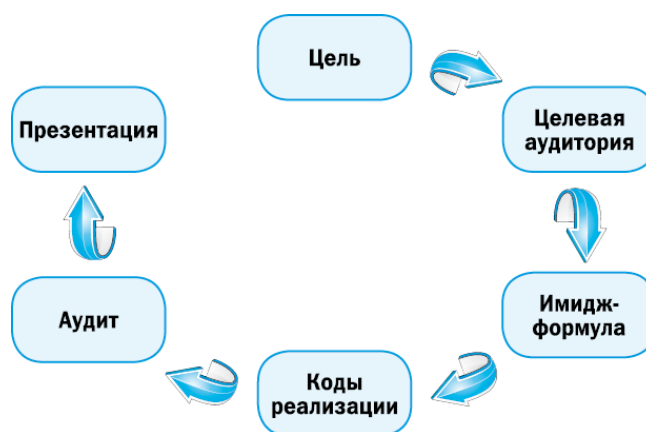 Цель
Целевая
аудитория
Имидж-
формула
Коды
реализации
Аудит
Презентация